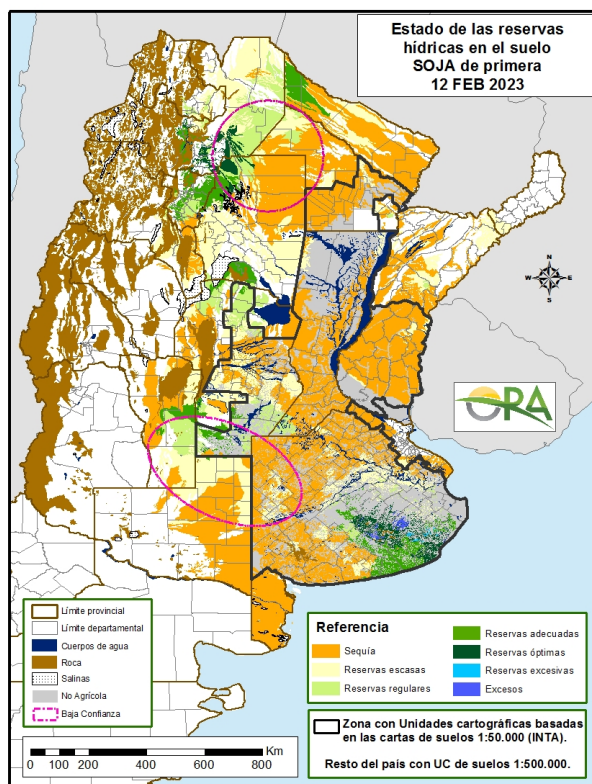 Estado de las reservas
hídricas en el suelo
SOJA de primera
12 FEB 2023
N
W E
S
ORA
Límite provincial
Límite departamental
Cuerpos de agua
Roca
Salinas
No Agrícola
Baja Confianza
Referencia
Sequía
Reservas escasas
Reservas regulares
Reservas adecuadas
Reservas óptimas
Reservas excesivas
Excesos
Zona con Unidades cartográficas basadas
en las cartas de suelos 1:50.000 (INTA).
Resto del país con UC de suelos 1:500.000.
Km
0 100 200 400 600 800